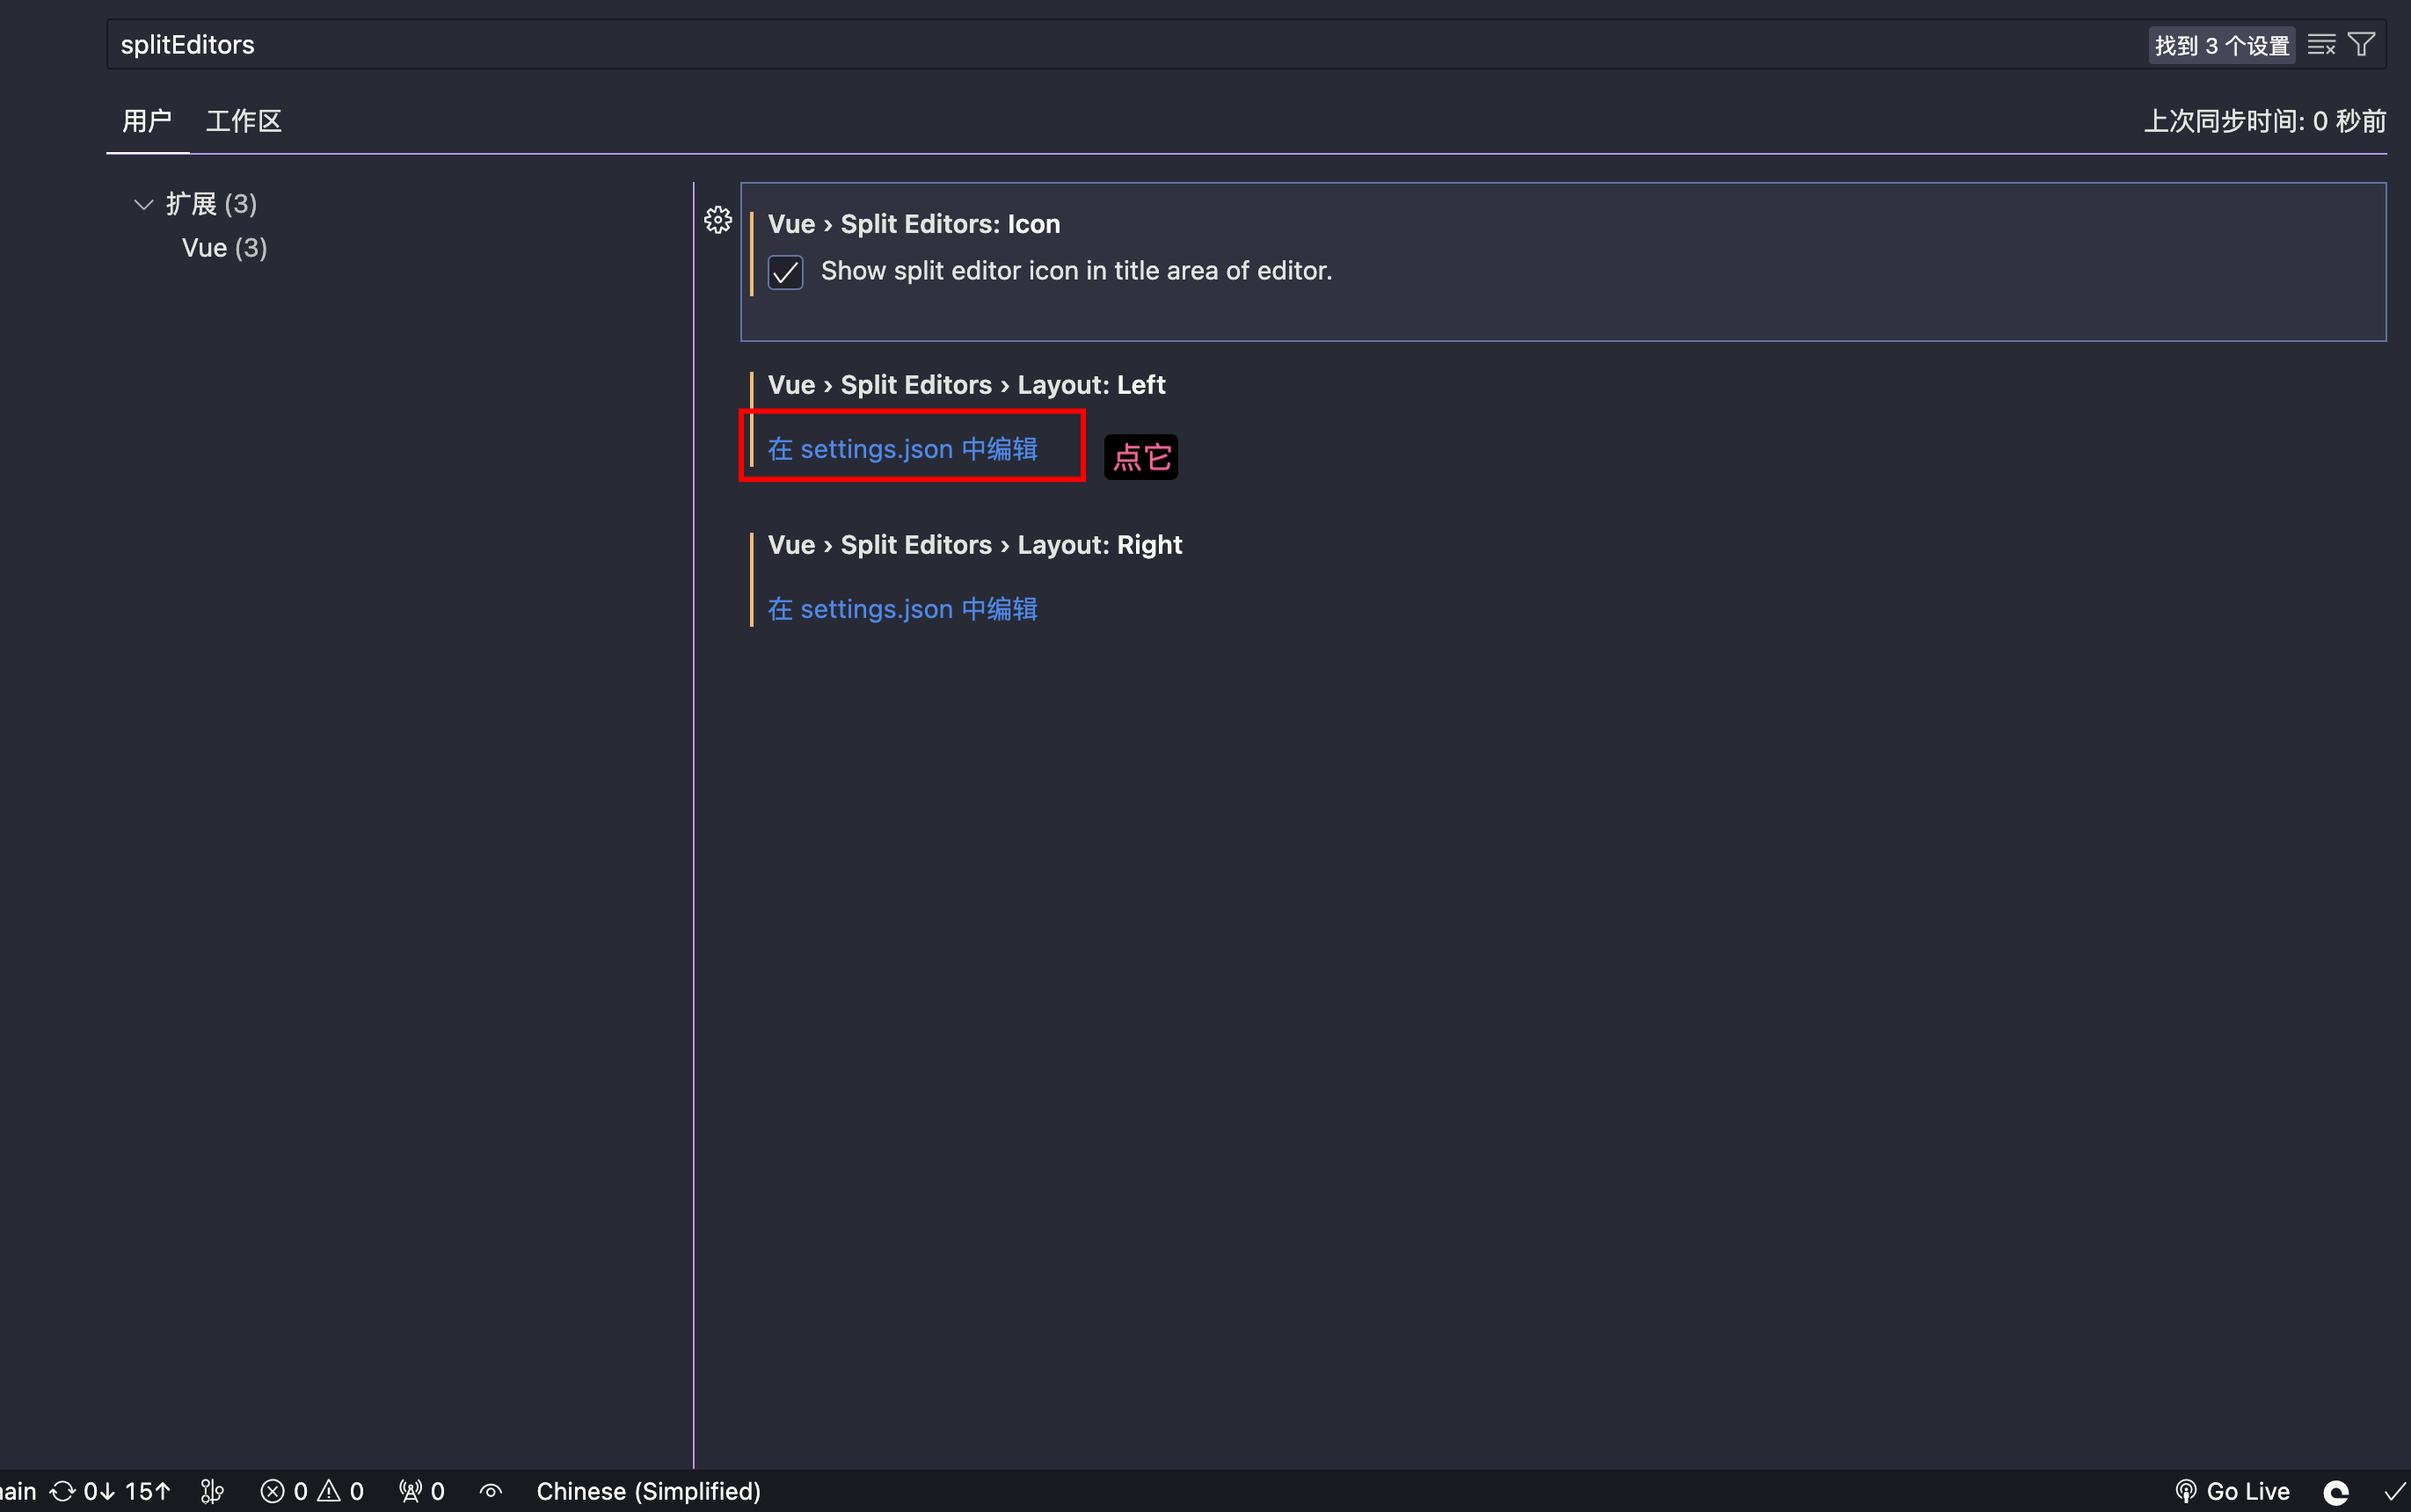 splitEditors
找到 3 个设置
用户 工作区
上次同步时间: 0 秒前
扩展 (3)
Vue (3)
Vue › Split Editors: Icon
Show split editor icon in title area of editor.
Vue › Split Editors › Layout: Left
在 settings.json 中编辑
点它
Vue › Split Editors › Layout: Right
在 settings.json 中编辑
ain 0↓ 15↑ 0 0 0 Chinese (Simplified) Go Live